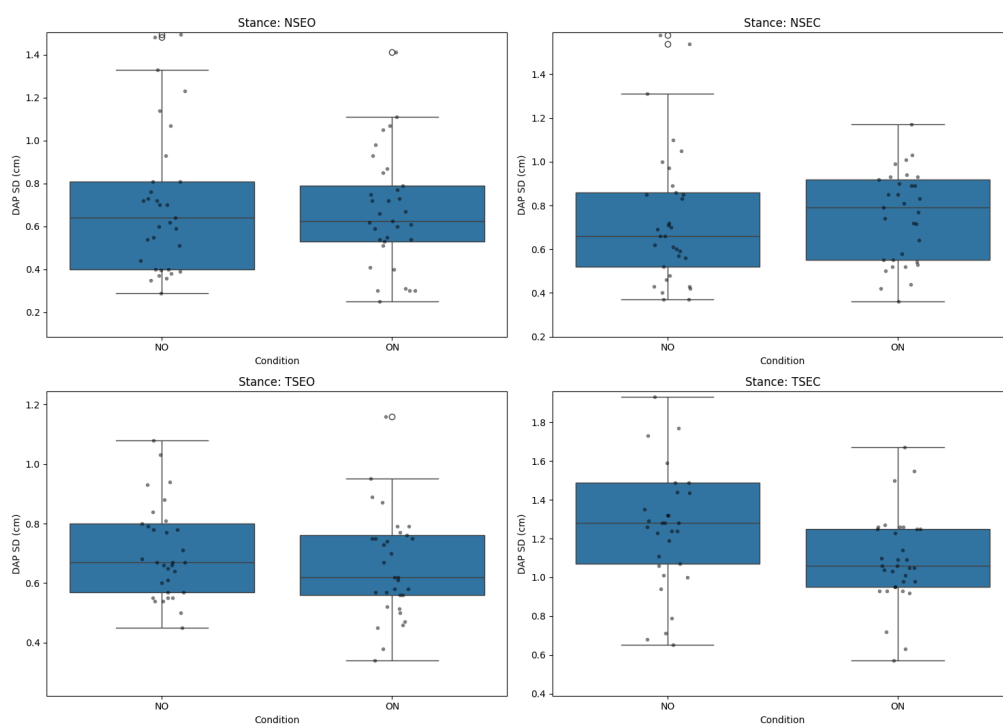 Stance: NSEO
DAP SD (cm)
1.4
1.2
1.0
0.8
0.6
0.4
0.2
NO
ON
Condition
Stance: NSEC
DAP SD (cm)
1.4
1.2
1.0
0.8
0.6
0.4
0.2
NO
ON
Condition
Stance: TSEO
DAP SD (cm)
1.2
1.0
0.8
0.6
0.4
NO
ON
Condition
Stance: TSEC
DAP SD (cm)
1.8
1.6
1.4
1.2
1.0
0.8
0.6
0.4
NO
ON
Condition